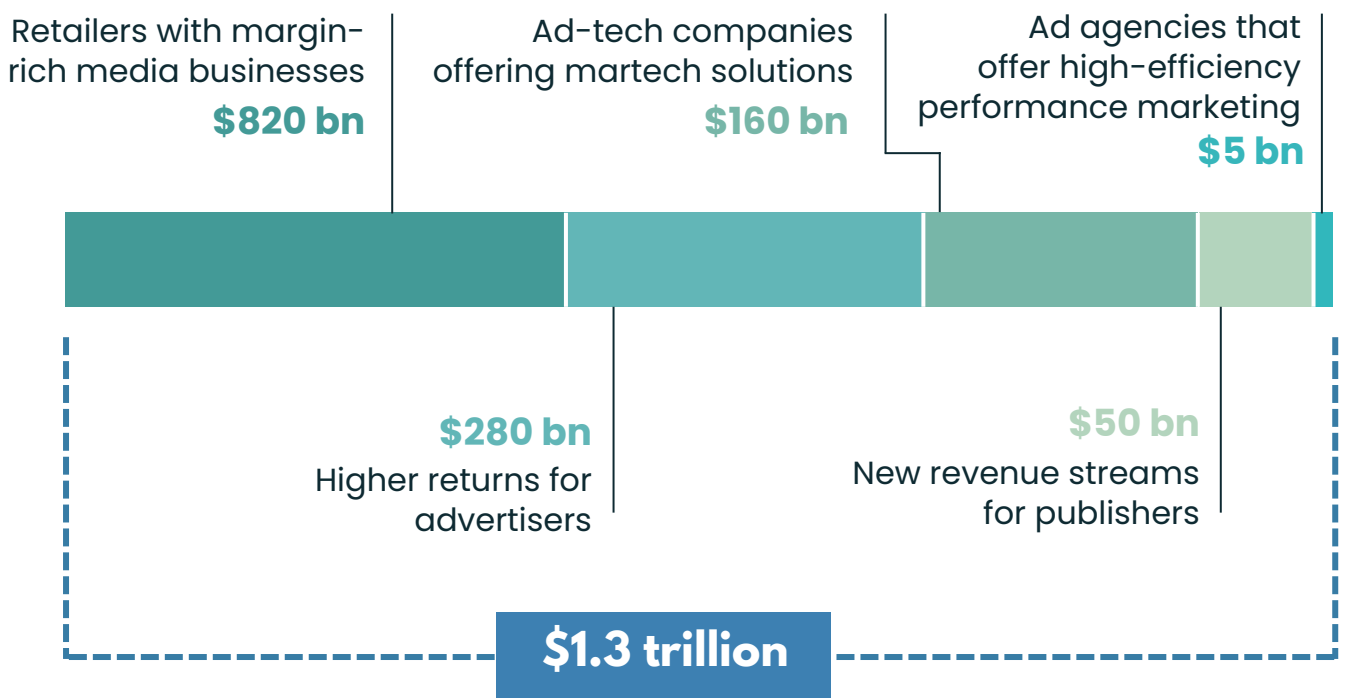 Retailers with margin-
rich media businesses
$820 bn
Ad-tech companies
offering martech solutions
$160 bn
Ad agencies that
offer high-efficiency
performance marketing
$5 bn
$280 bn
Higher returns for
advertisers
$50 bn
New revenue streams
for publishers
$1.3 trillion